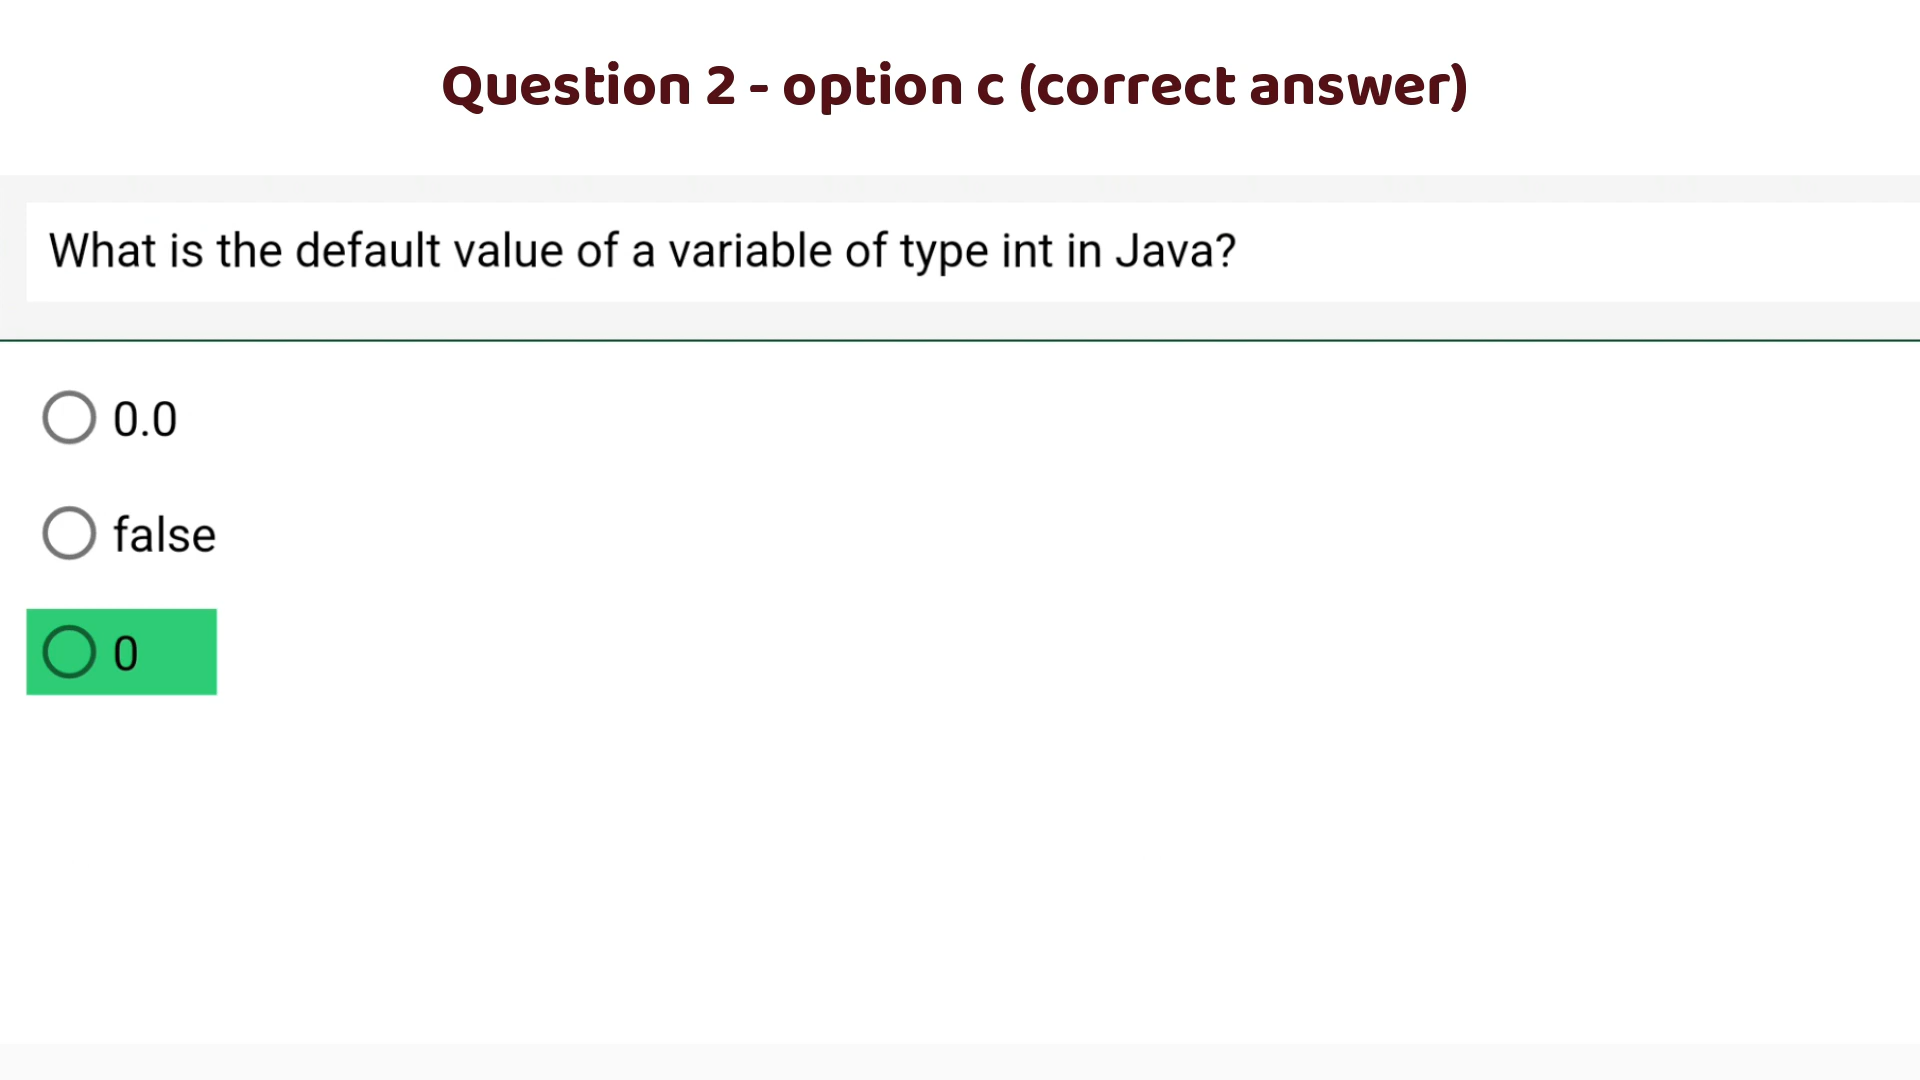 Question 2 - option c (correct answer)
What is the default value of a variable of type int in Java?
0.0
false
0